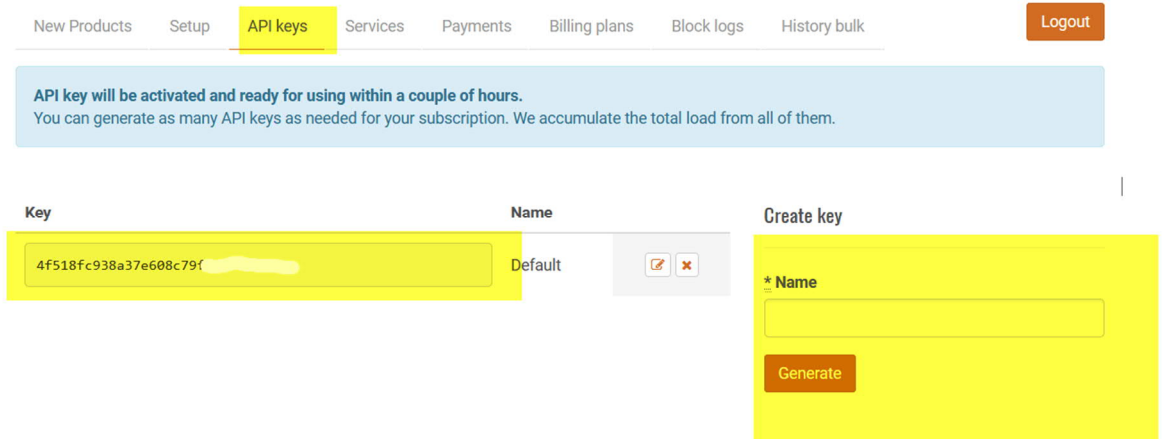 New Products Setup API keys Services Payments Billing plans Block logs History bulk Logout
API key will be activated and ready for using within a couple of hours.
You can generate as many API keys as needed for your subscription. We accumulate the total load from all of them.
Key Name
4f518fc938a37e608c79f Default
Create key
* Name
Generate